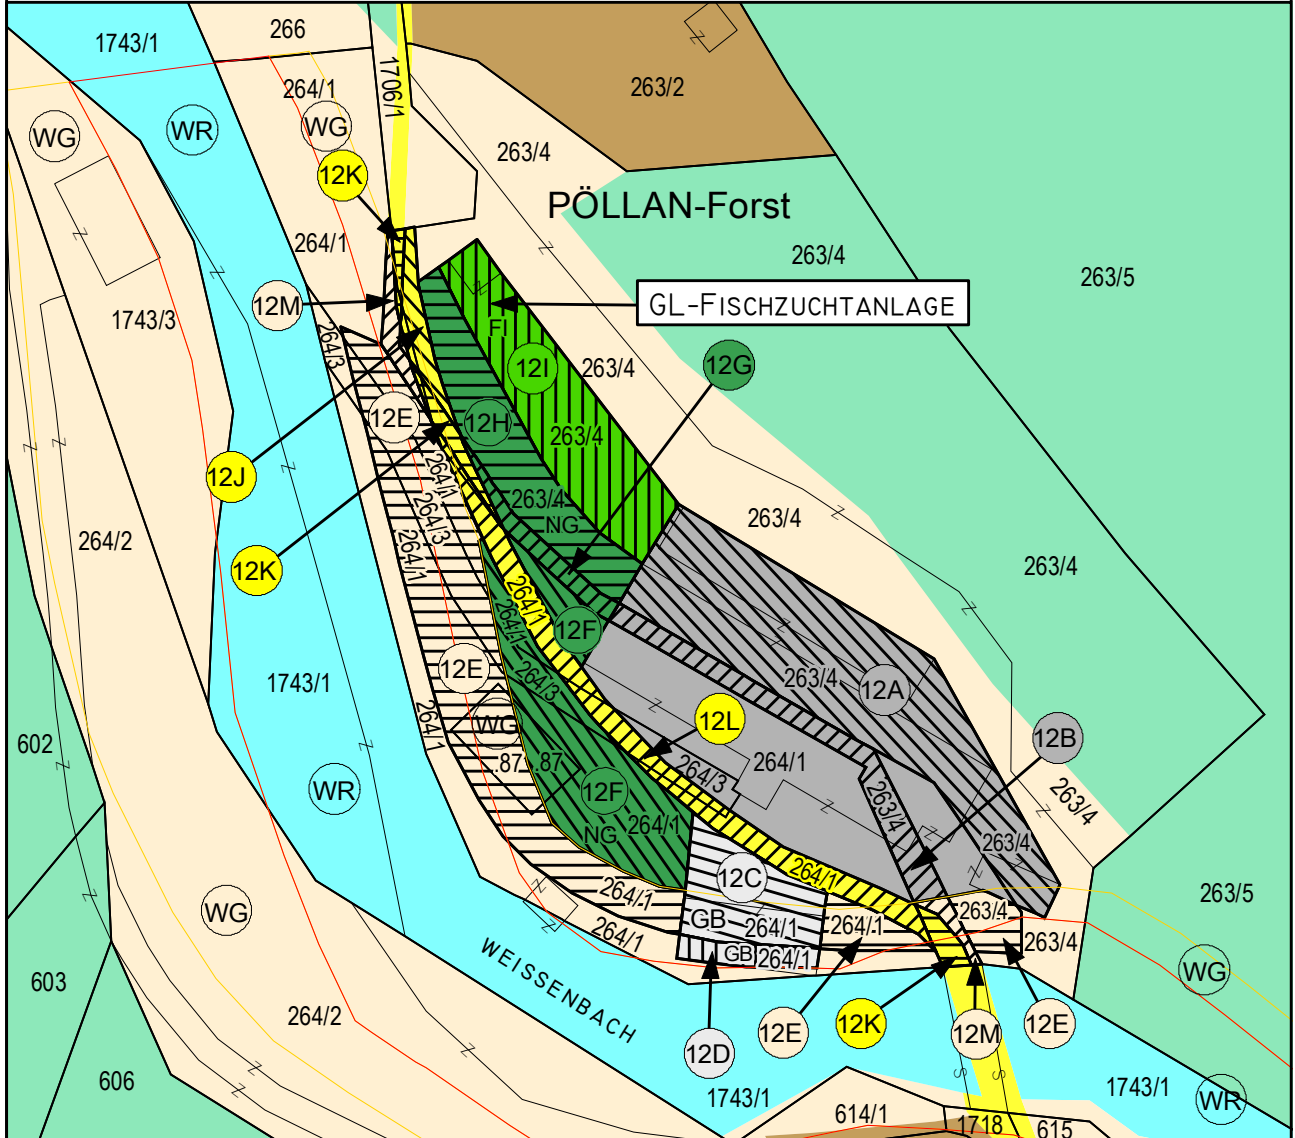 1743/1
266
1706/1
263/2
264/1
WG
WR
WG
263/4
12K
PÖLLAN-Forst
264/1
263/4
263/5
12M
GL-FISCHZUCHTANLAGE
1743/3
264/3
FI
12I
263/4
12G
12E
12H
263/4
264/1
12J
263/4
NG
264/3
263/4
264/2
264/1
12K
263/4
264/1
264/1
12F
12E
264/3
263/4
12A
1743/1
264/1
WG
12L
12B
602
.87
.87
264/3
264/1
WR
12F
263/4
263/4
NG
264/1
263/4
264/1
12C
264/1
263/5
WG
264/1
GB
264/1
264/1
263/4
264/1
263/4
GB
264/1
WEISSENBACH
WG
603
264/2
12E
12K
12M
12E
12D
606
1743/1
1743/1
WR
614/1
1718
615